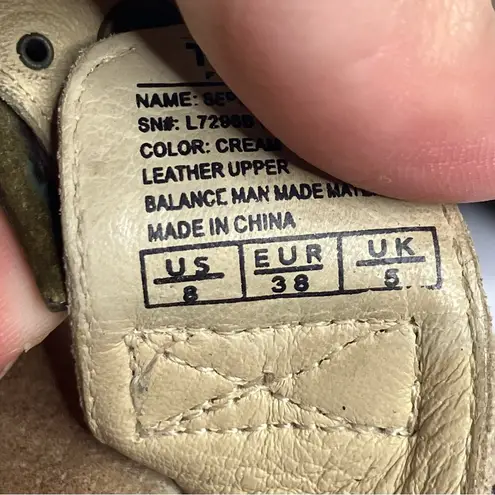 NAME:
SN#:
COLOR: CREAM
LEATHER UPPER
BALANCE MAN MADE
MADE IN CHINA
US EUR UK
8 38 5